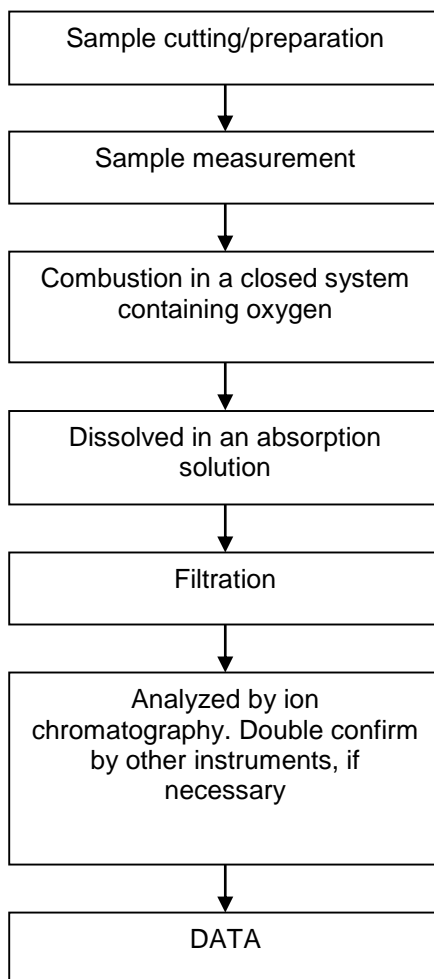 Sample cutting/preparation
Sample measurement
Combustion in a closed system
containing oxygen
Dissolved in an absorption
solution
Filtration
Analyzed by ion
chromatography. Double confirm
by other instruments, if
necessary
DATA